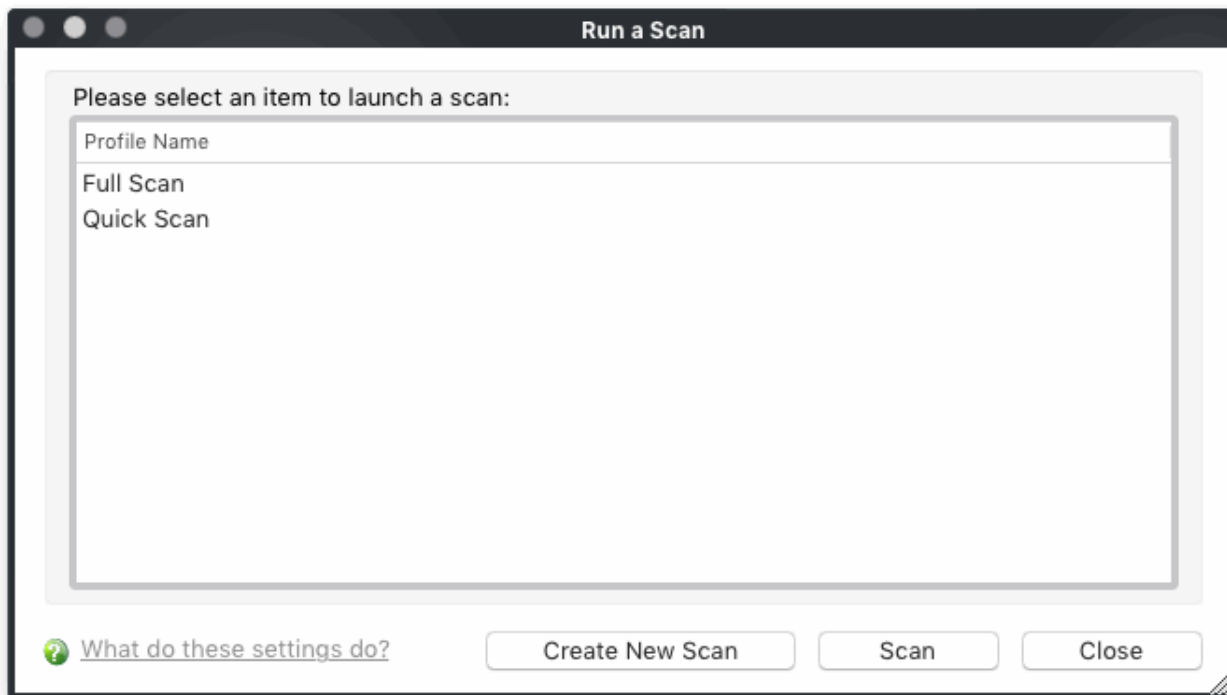 Run a Scan
Please select an item to launch a scan:
Profile Name
Full Scan
Quick Scan
What do these settings do?
Create New Scan
Scan
Close